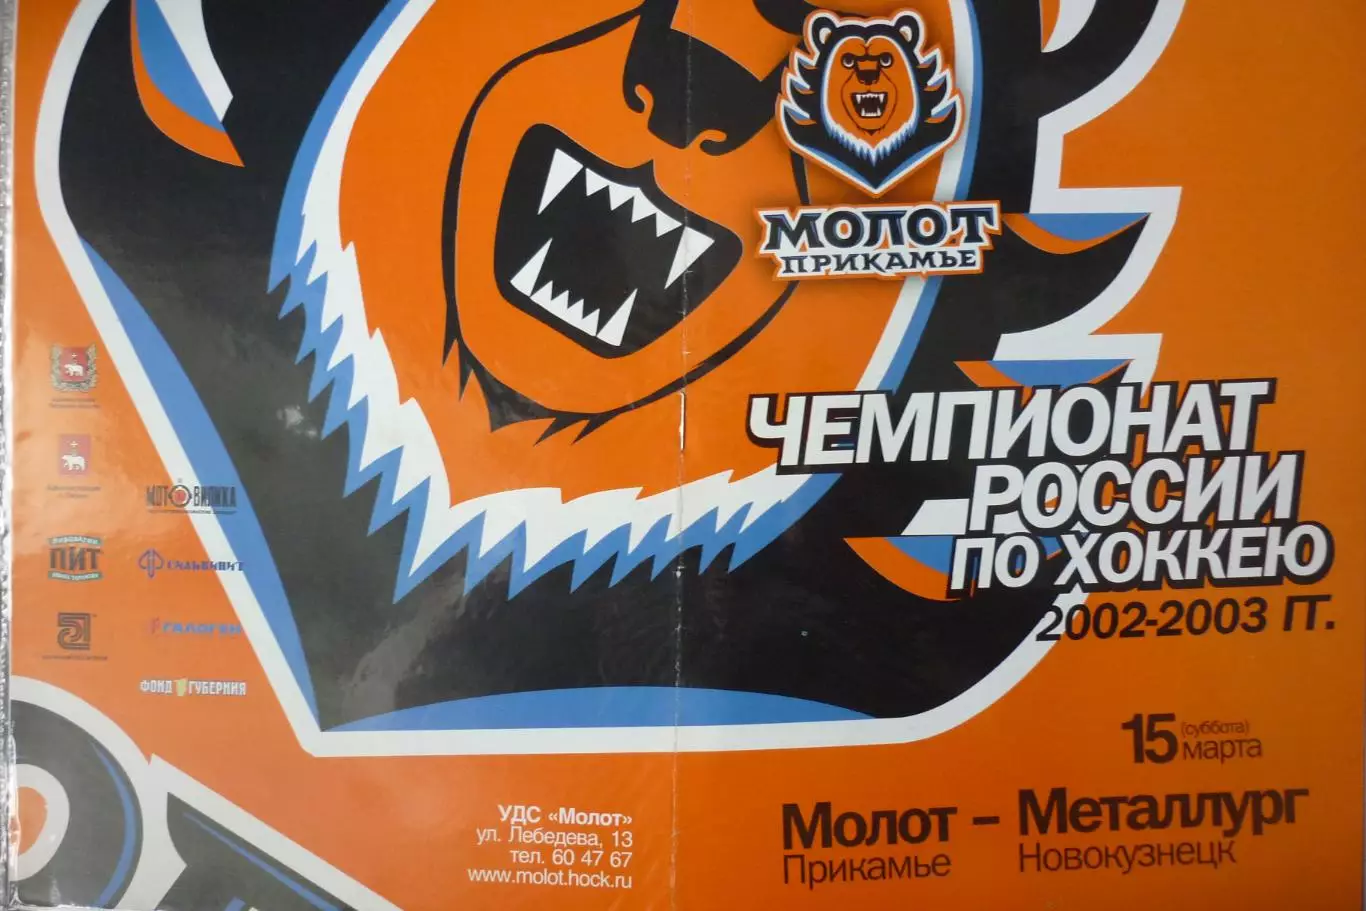 МОЛОТ
ПРИКАМЬЕ
ЧЕМПИОНАТ
РОССИИ
ПО ХОККЕЮ
2002-2003 ГГ.
15 (суббота)
марта
Молот – Металлург
Прикамье Новокузнецк
МОТОВИЛИХА
ПИТ
СИЛЬВИНИТ
ГАЛОГЕН
ФОНД ГУБЕРНИЯ
УДС «Молот»
ул. Лебедева, 13
тел. 60 47 67
www.molot.hock.ru